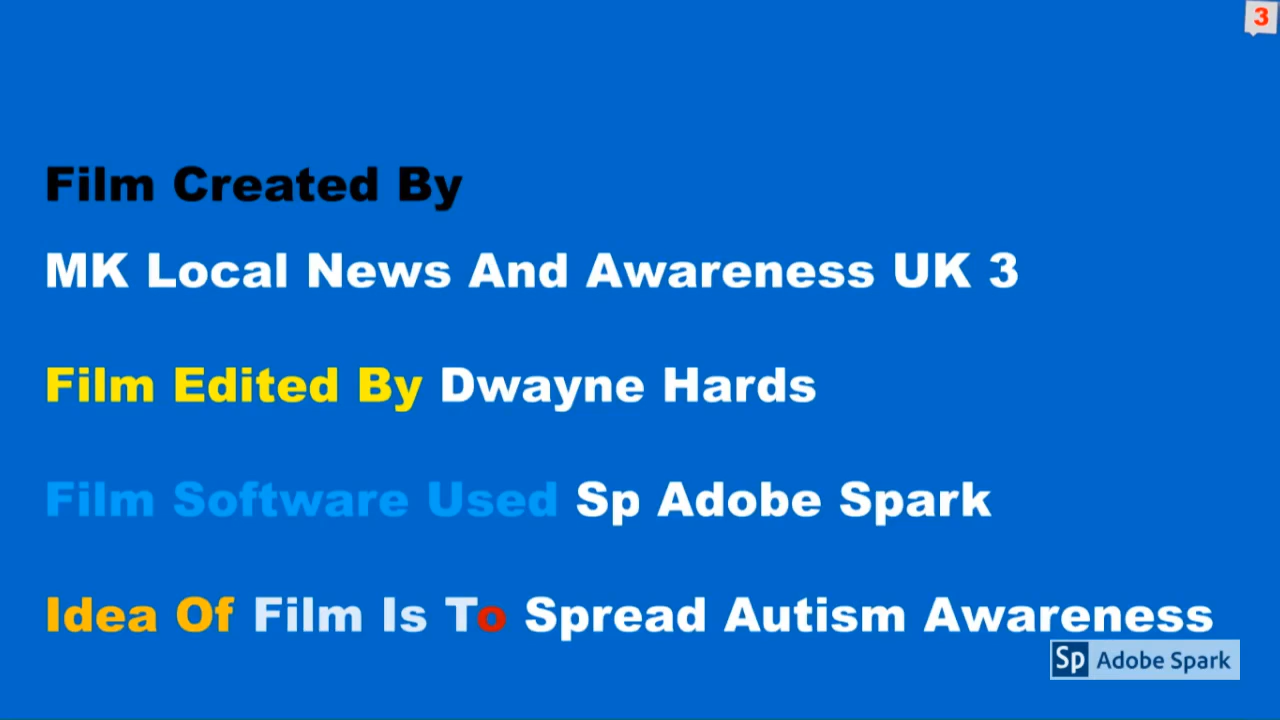 3
Film Created By
MK Local News And Awareness UK 3
Film Edited By Dwayne Hards
Film Software Used Sp Adobe Spark
Idea Of Film Is To Spread Autism Awareness
Sp Adobe Spark